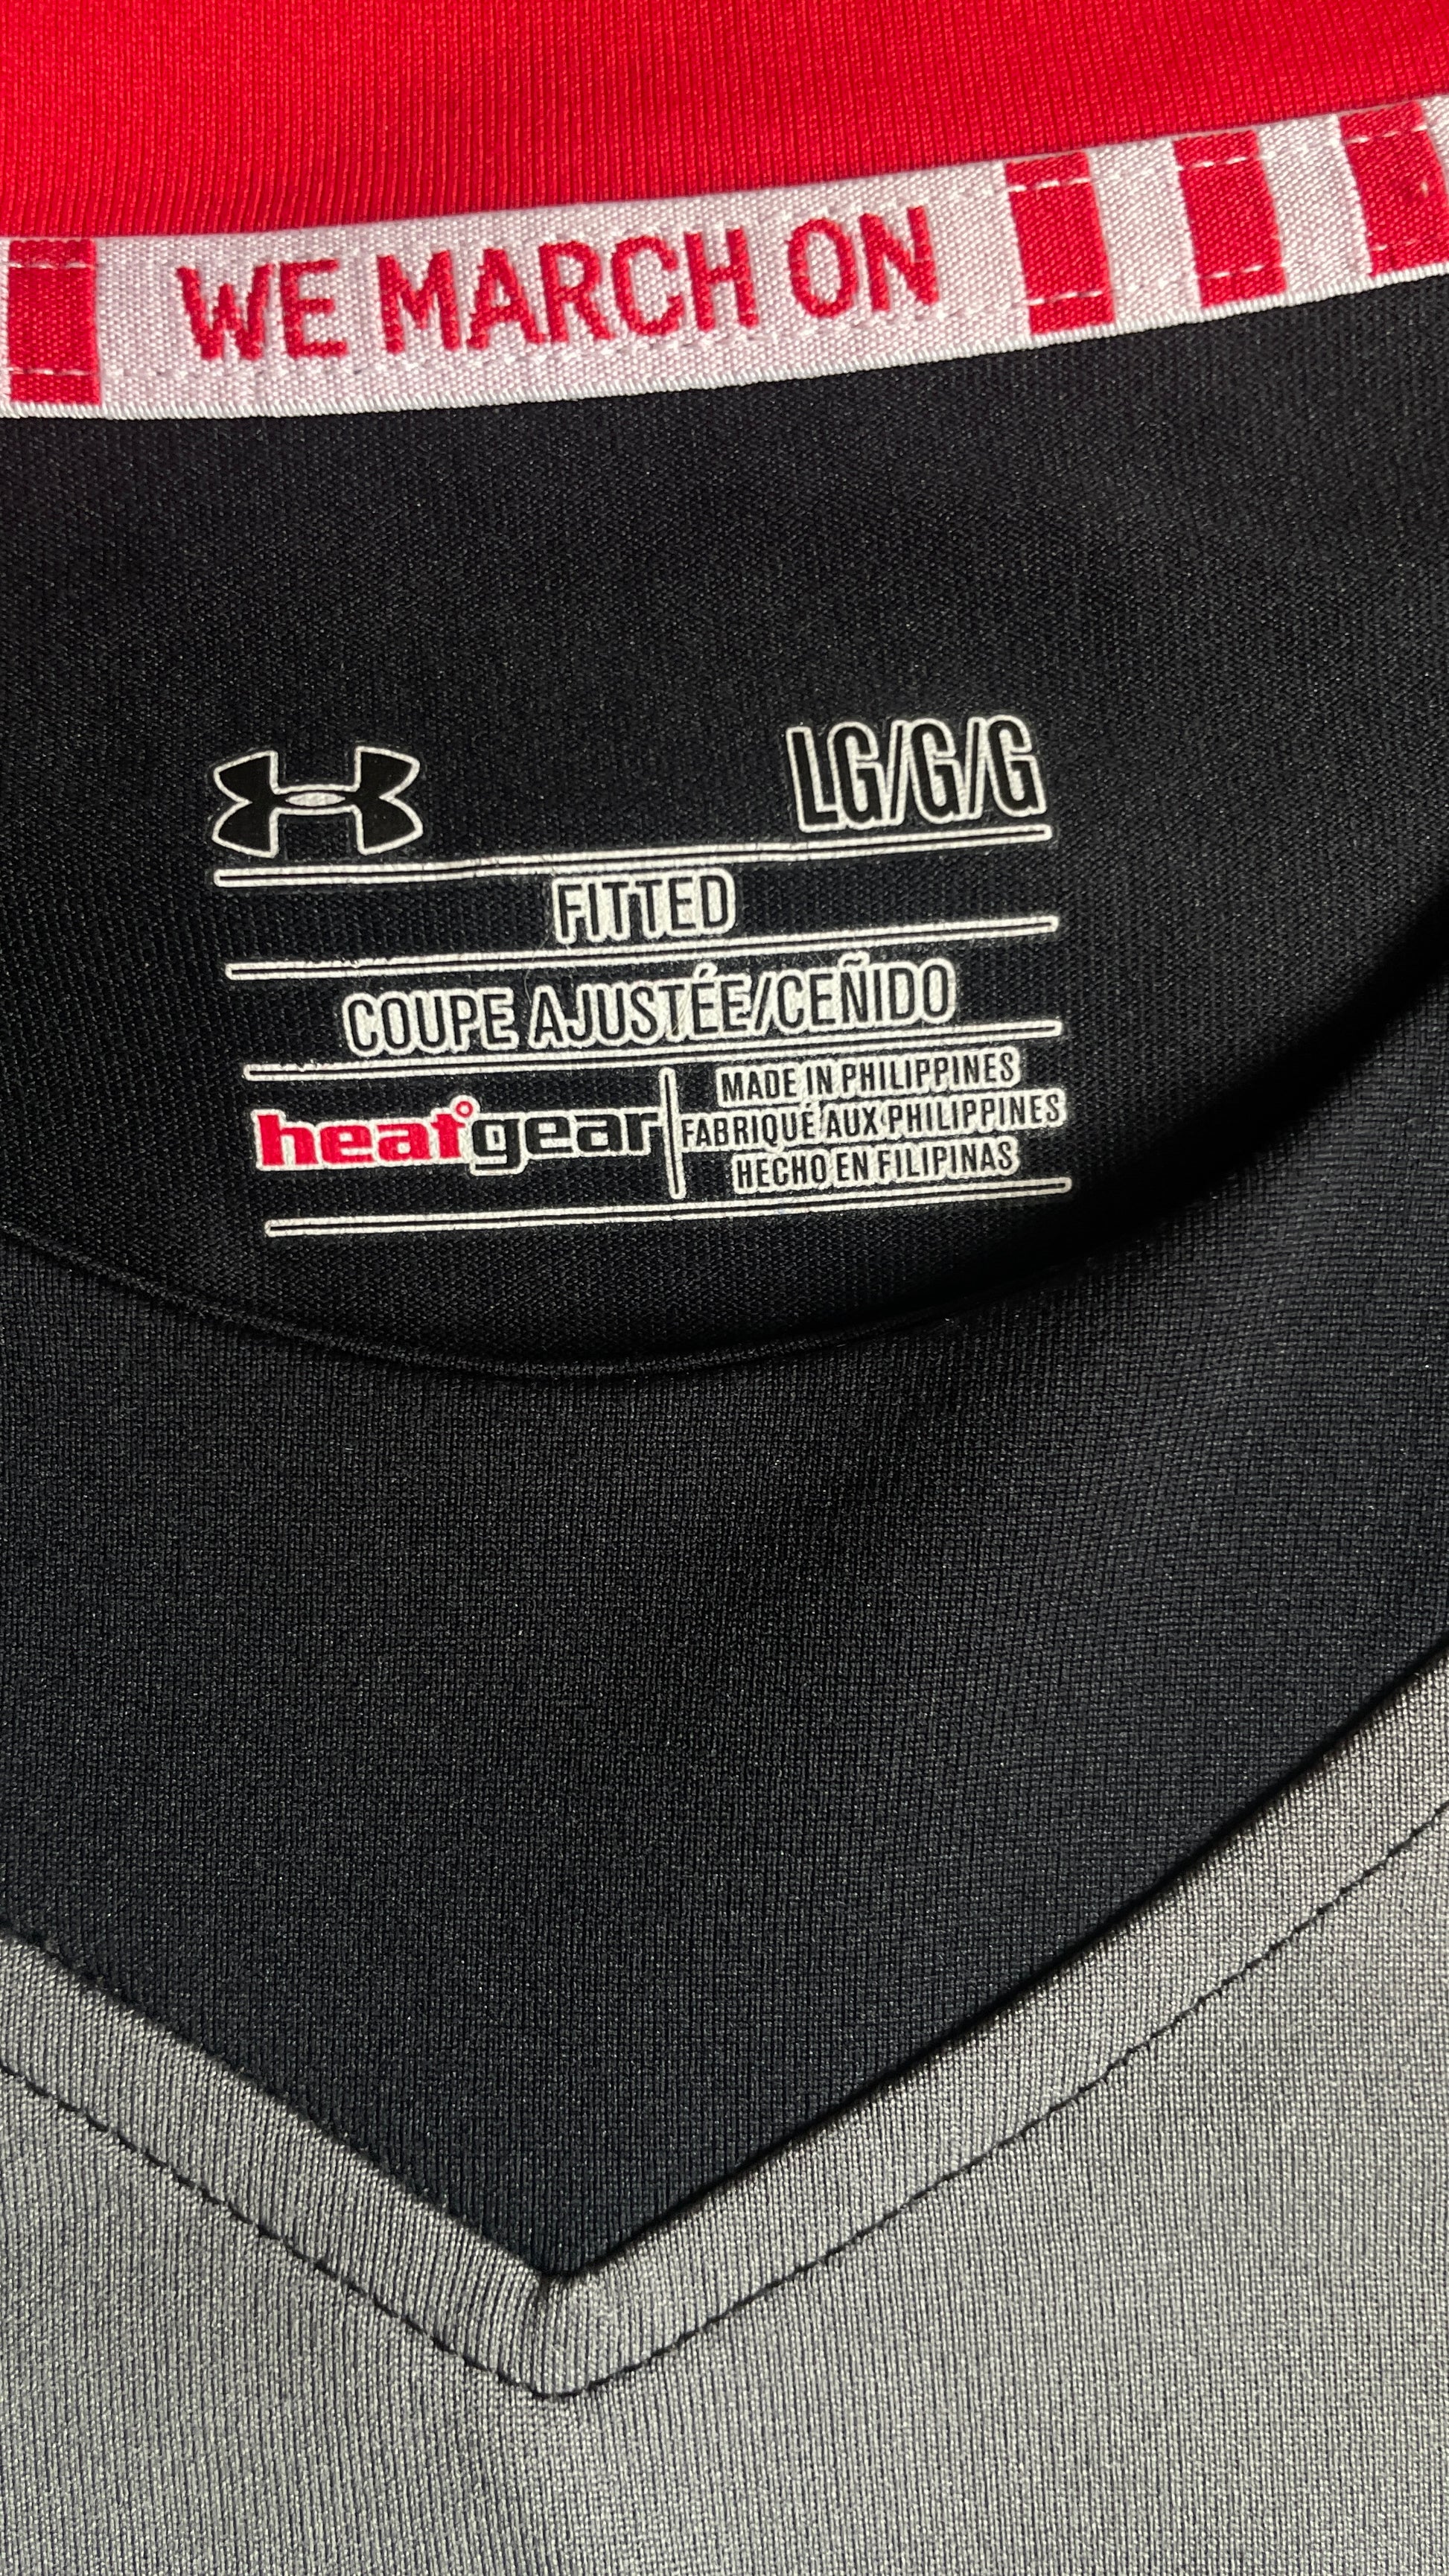 WE MARCH ON
LG/G/G
FITTED
COUPE AJUSTÉE/CEÑIDO
heatgear
MADE IN PHILIPPINES
FABRIQUÉ AUX PHILIPPINES
HECHO EN FILIPINAS